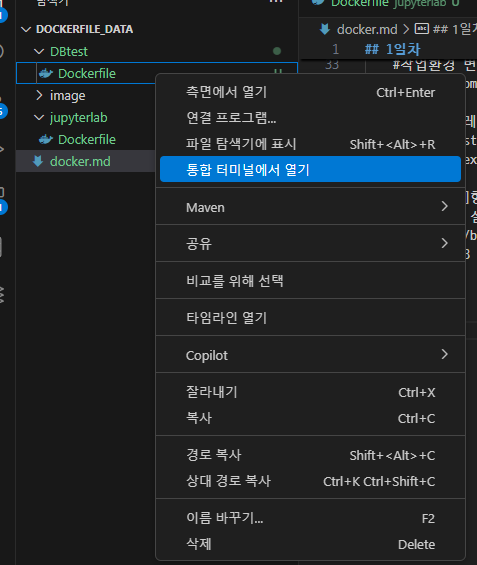 DOCKERFILE_DATA
DBtest
Dockerfile U
image
jupyterlab
Dockerfile
docker.md
Dockerfile jupyterlab U
docker.md > abc ## 1일차
1 ## 1일차
33
측면에서 열기 Ctrl+Enter
연결 프로그램...
파일 탐색기에 표시 Shift+<Alt>+R
통합 터미널에서 열기
Maven
공유
비교를 위해 선택
타임라인 열기
Copilot
잘라내기 Ctrl+X
복사 Ctrl+C
경로 복사 Shift+<Alt>+C
상대 경로 복사 Ctrl+K Ctrl+Shift+C
이름 바꾸기... F2
삭제 Delete